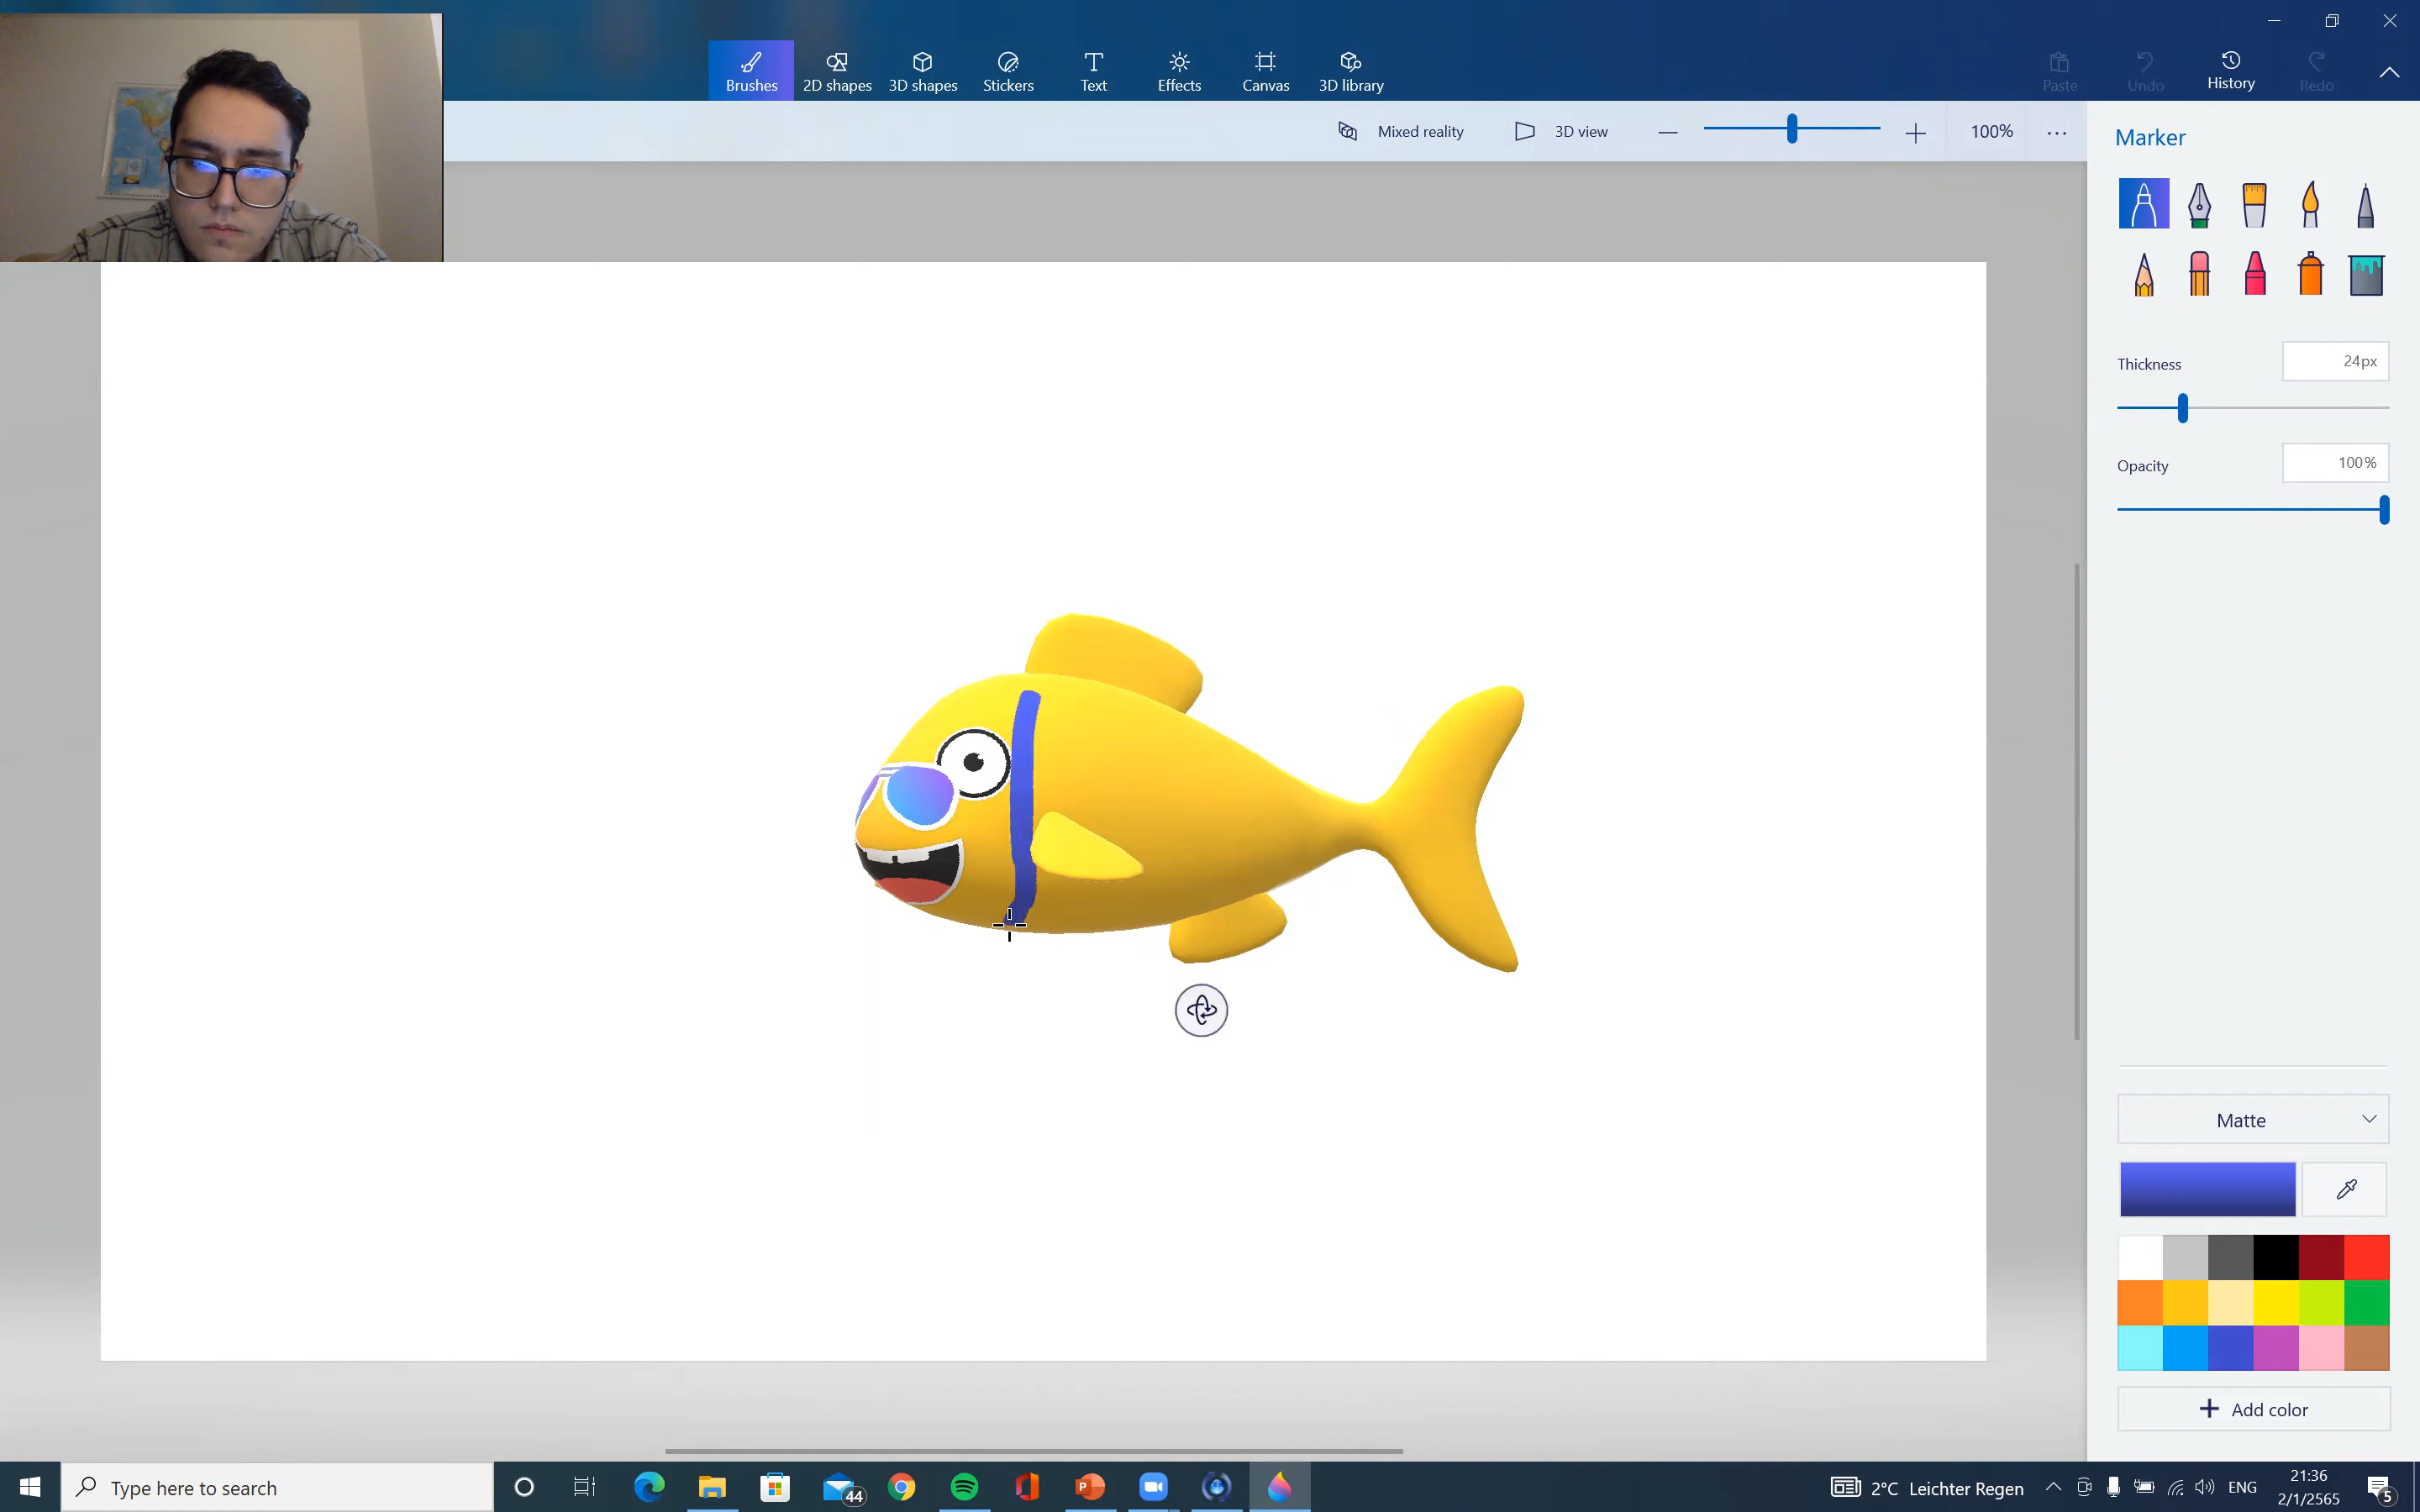 Brushes
2D shapes
3D shapes
Stickers
Text
Effects
Canvas
3D library
Paste
Undo
History
Redo
Mixed reality
3D view
100%
Marker
Thickness
24px
Opacity
100%
Matte
Add color
Type here to search
44
P
2°C Leichter Regen
ENG
21:36
2/1/2565
5